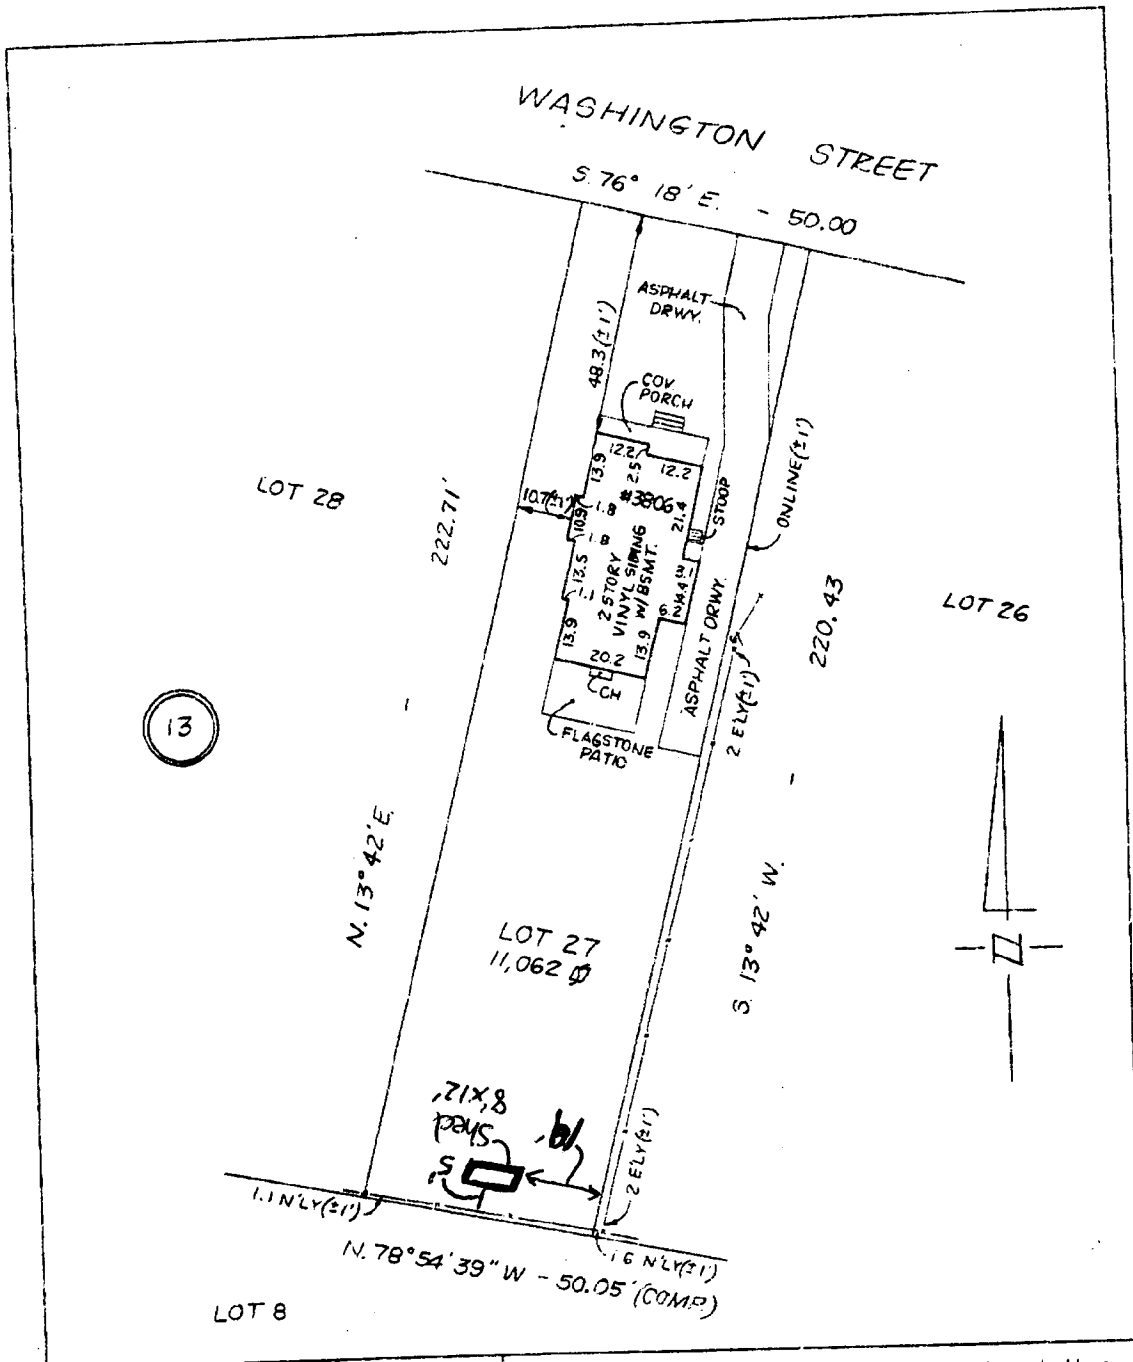 WASHINGTON STREET
S. 76° 18' E. - 50.00
ASPHALT
DRWY.
48.3(±1')
COV.
PORCH
12.2
2.5
12.2
13.9
#3806
21.4
STOOP
ONLINE(±1')
LOT 28
222.71'
10.7(±1')
1.8
10.9
1.8
13.5
1.1
2 STORY
VINYL SIDING
W/BSMT.
14.4
13.9
13.9
20.2
CH
ASPHALT DRWY.
FLAGSTONE
PATIO
2 E'LY(±1')
220.43
LOT 26
13
N. 13° 42' E.
S. 13° 42' W.
LOT 27
11,062
8'x12'
Shed
5'
19'
2 E'LY(±1')
1.1 N'LY(±1')
1.6 N'LY(±1')
N. 78° 54' 39" W - 50.05' (COMP.)
LOT 8